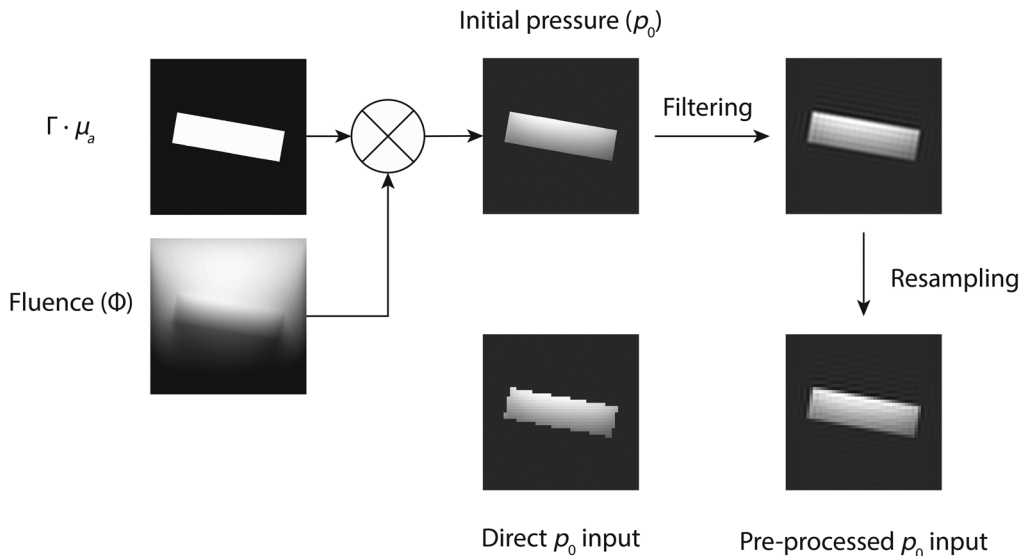 Initial pressure (p₀)
Γ · μₐ
Filtering
Fluence (Φ)
Resampling
Direct p₀ input
Pre-processed p₀ input